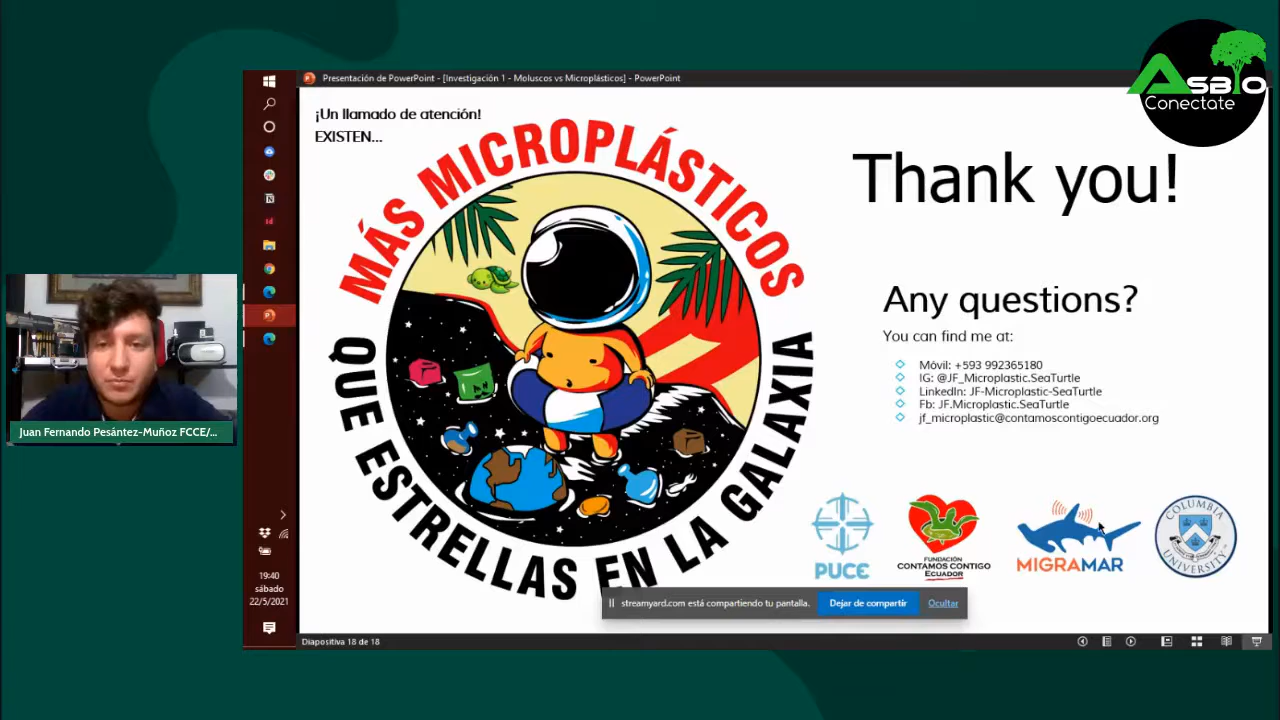 Presentación de PowerPoint - [Investigación 1 - Moluscos vs Microplásticos] - PowerPoint
ASBIO
Conectate
¡Un llamado de atención!
EXISTEN...
MÁS MICROPLÁSTICOS
QUE ESTRELLAS EN LA GALAXIA
Thank you!
Any questions?
You can find me at:
Móvil: +593 992365180
IG: @JF_Microplastic.SeaTurtle
LinkedIn: JF-Microplastic-SeaTurtle
Fb: JF.Microplastic.SeaTurtle
jf_microplastic@contamoscontigoecuador.org
Juan Fernando Pesántez-Muñoz FCCE/...
PUCE
FUNDACIÓN
CONTAMOS CONTIGO
ECUADOR
MIGRAMAR
COLUMBIA
UNIVERSITY
19:40
sábado
22/5/2021
streamyard.com está compartiendo tu pantalla.
Dejar de compartir
Ocultar
Diapositiva 18 de 18